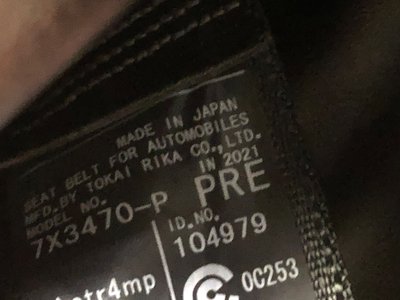 MADE IN JAPAN
SEAT BELT FOR AUTOMOBILES
MFD.BY TOKAI RIKA CO.,LTD.
MODEL NO. IN 2021
7X3470-P PRE
ID.NO.
104979
tr4mp
0C253